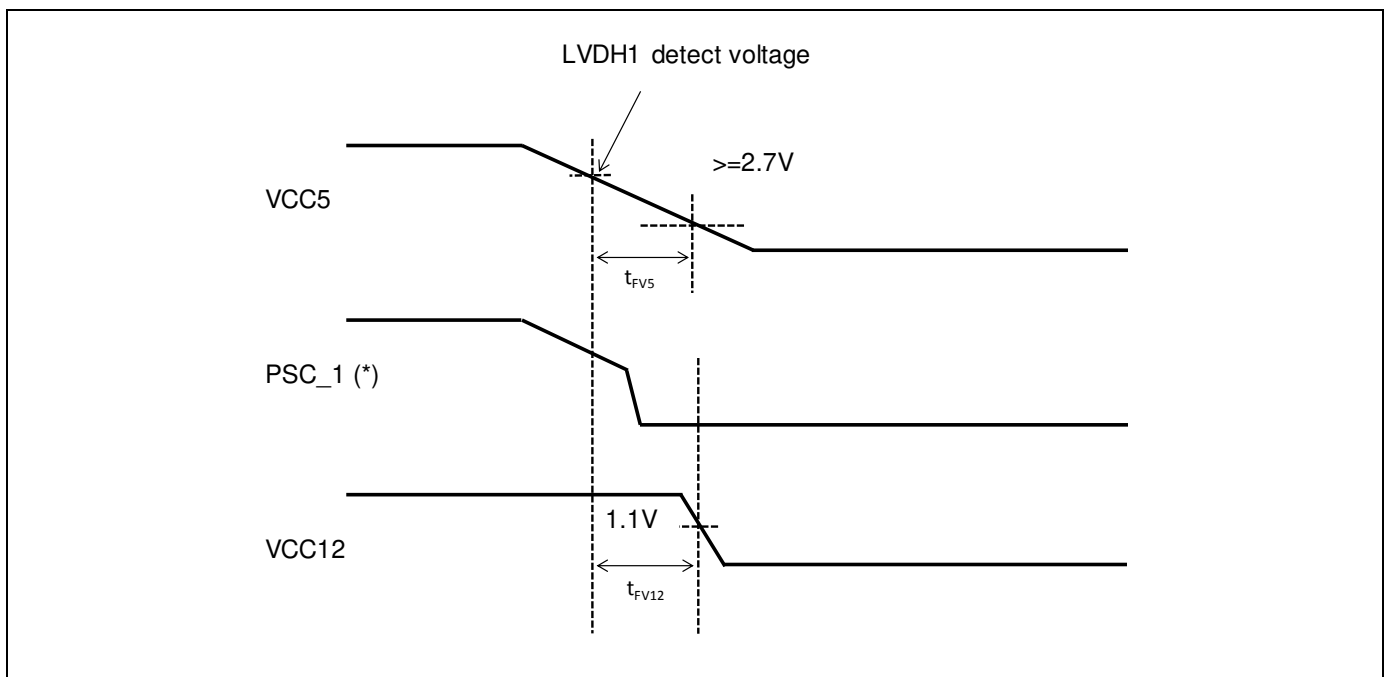 LVDH1 detect voltage
>=2.7V
VCC5
tFV5
PSC_1 (*)
1.1V
VCC12
tFV12